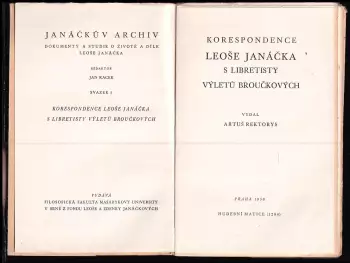 JANÁČKŮV ARCHIV
DOKUMENTY A STUDIE O ŽIVOTĚ A DÍLE
LEOŠE JANÁČKA
REDAKTOR
JAN RACEK
SVAZEK 5
KORESPONDENCE LEOŠE JANÁČKA
S LIBRETISTY VÝLETŮ BROUČKOVÝCH
VYDÁVÁ
FILOSOFICKÁ FAKULTA MASARYKOVY UNIVERSITY
V BRNĚ Z FONDU LEOŠE A ZDENKY JANÁČKOVÝCH
KORESPONDENCE
LEOŠE JANÁČKA
S LIBRETISTY
VÝLETŮ BROUČKOVÝCH
VYDAL
ARTUŠ REKTORYS
PRAHA 1950
HUDEBNÍ MATICE